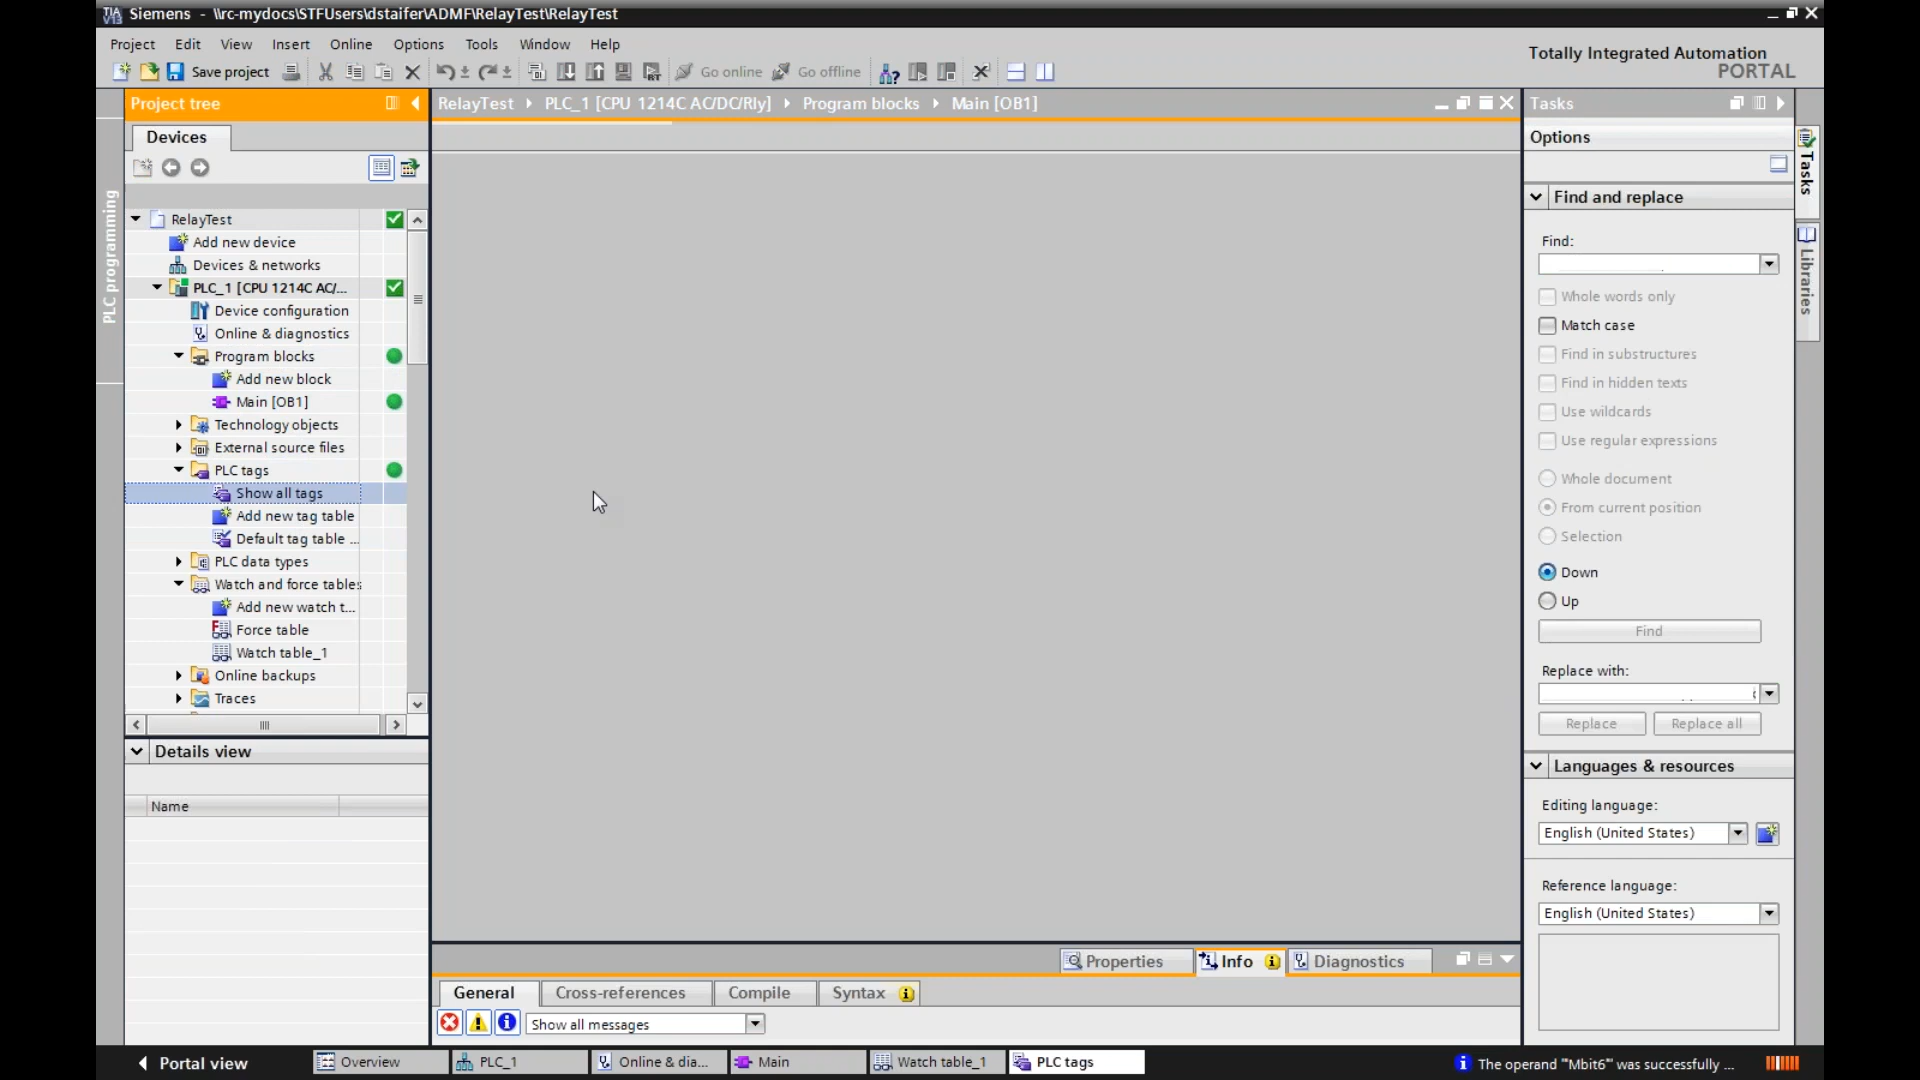 TIA V13 Siemens - \\rc-mydocs\STFUsers\dstaifer\ADMF\RelayTest\RelayTest
Project Edit View Insert Online Options Tools Window Help
Totally Integrated Automation
PORTAL
Save project Go online Go offline
Project tree
RelayTest PLC_1 [CPU 1214C AC/DC/Rly] Program blocks Main [OB1]
Tasks
Devices
Options
PLC programming
RelayTest
Add new device
Devices & networks
PLC_1 [CPU 1214C AC/...
Device configuration
Online & diagnostics
Program blocks
Add new block
Main [OB1]
Technology objects
External source files
PLC tags
Show all tags
Add new tag table
Default tag table ...
PLC data types
Watch and force tables
Add new watch t...
Force table
Watch table_1
Online backups
Traces
Details view
Name
Find and replace
Find:
Whole words only
Match case
Find in substructures
Find in hidden texts
Use wildcards
Use regular expressions
Whole document
From current position
Selection
Down
Up
Find
Replace with:
Replace Replace all
Languages & resources
Editing language:
English (United States)
Reference language:
English (United States)
Tasks
Libraries
Properties Info Diagnostics
General Cross-references Compile Syntax
Show all messages
Portal view Overview PLC_1 Online & dia... Main Watch table_1 PLC tags The operand '"Mbit6"' was successfully ...